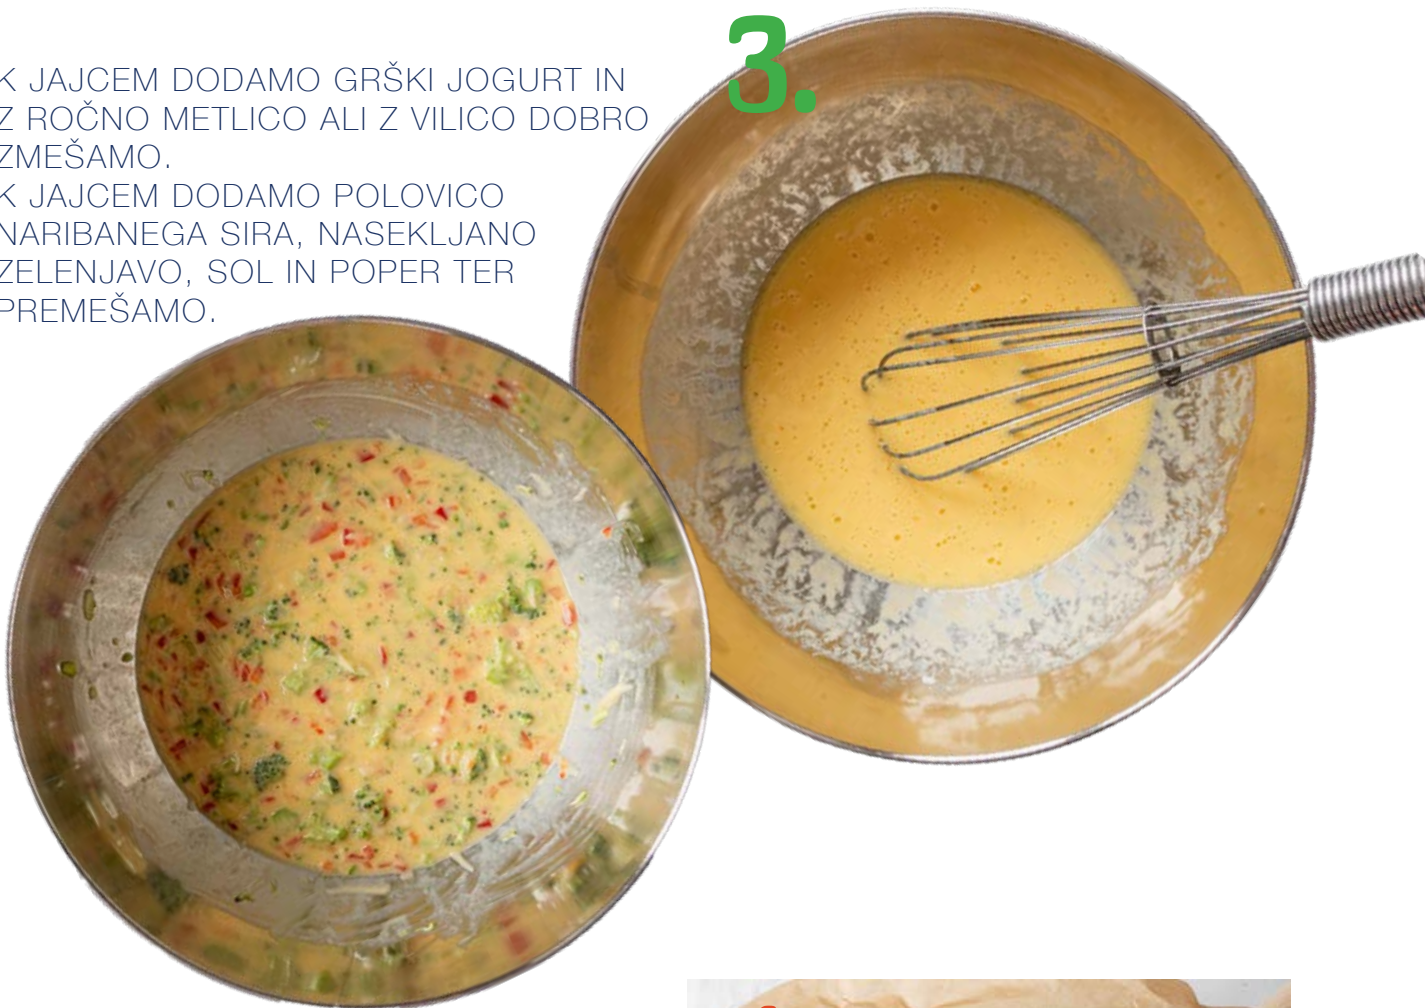 3.
K JAJCEM DODAMO GRŠKI JOGURT IN
Z ROČNO METLICO ALI Z VILICO DOBRO
ZMEŠAMO.
K JAJCEM DODAMO POLOVICO
NARIBANEGA SIRA, NASEKLJANO
ZELENJAVO, SOL IN POPER TER
PREMEŠAMO.